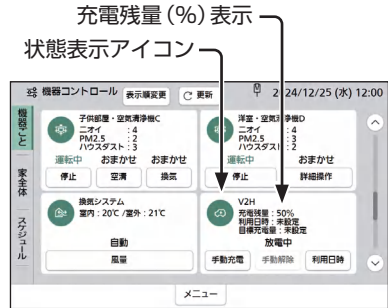 充電残量(%)表示
状態表示アイコン
機器コントロール 表示順変更 更新 2024/12/25 (水) 12:00
機器ごと
家全体
スケジュール
子供部屋・空気清浄機C
ニオイ : 4
PM2.5 : 2
ハウスダスト : 3
運転中 おまかせ おまかせ
停止 空清 換気
洋室・空気清浄機D
ニオイ : 4
PM2.5 : 3
ハウスダスト : 2
運転中 おまかせ
停止 詳細操作
換気システム
室内 : 20℃ /室外 : 21℃
自動
風量
V2H
充電残量 : 50%
利用日時 : 未設定
目標充電量 : 未設定
放電中
手動充電 手動解除 利用日時
メニュー